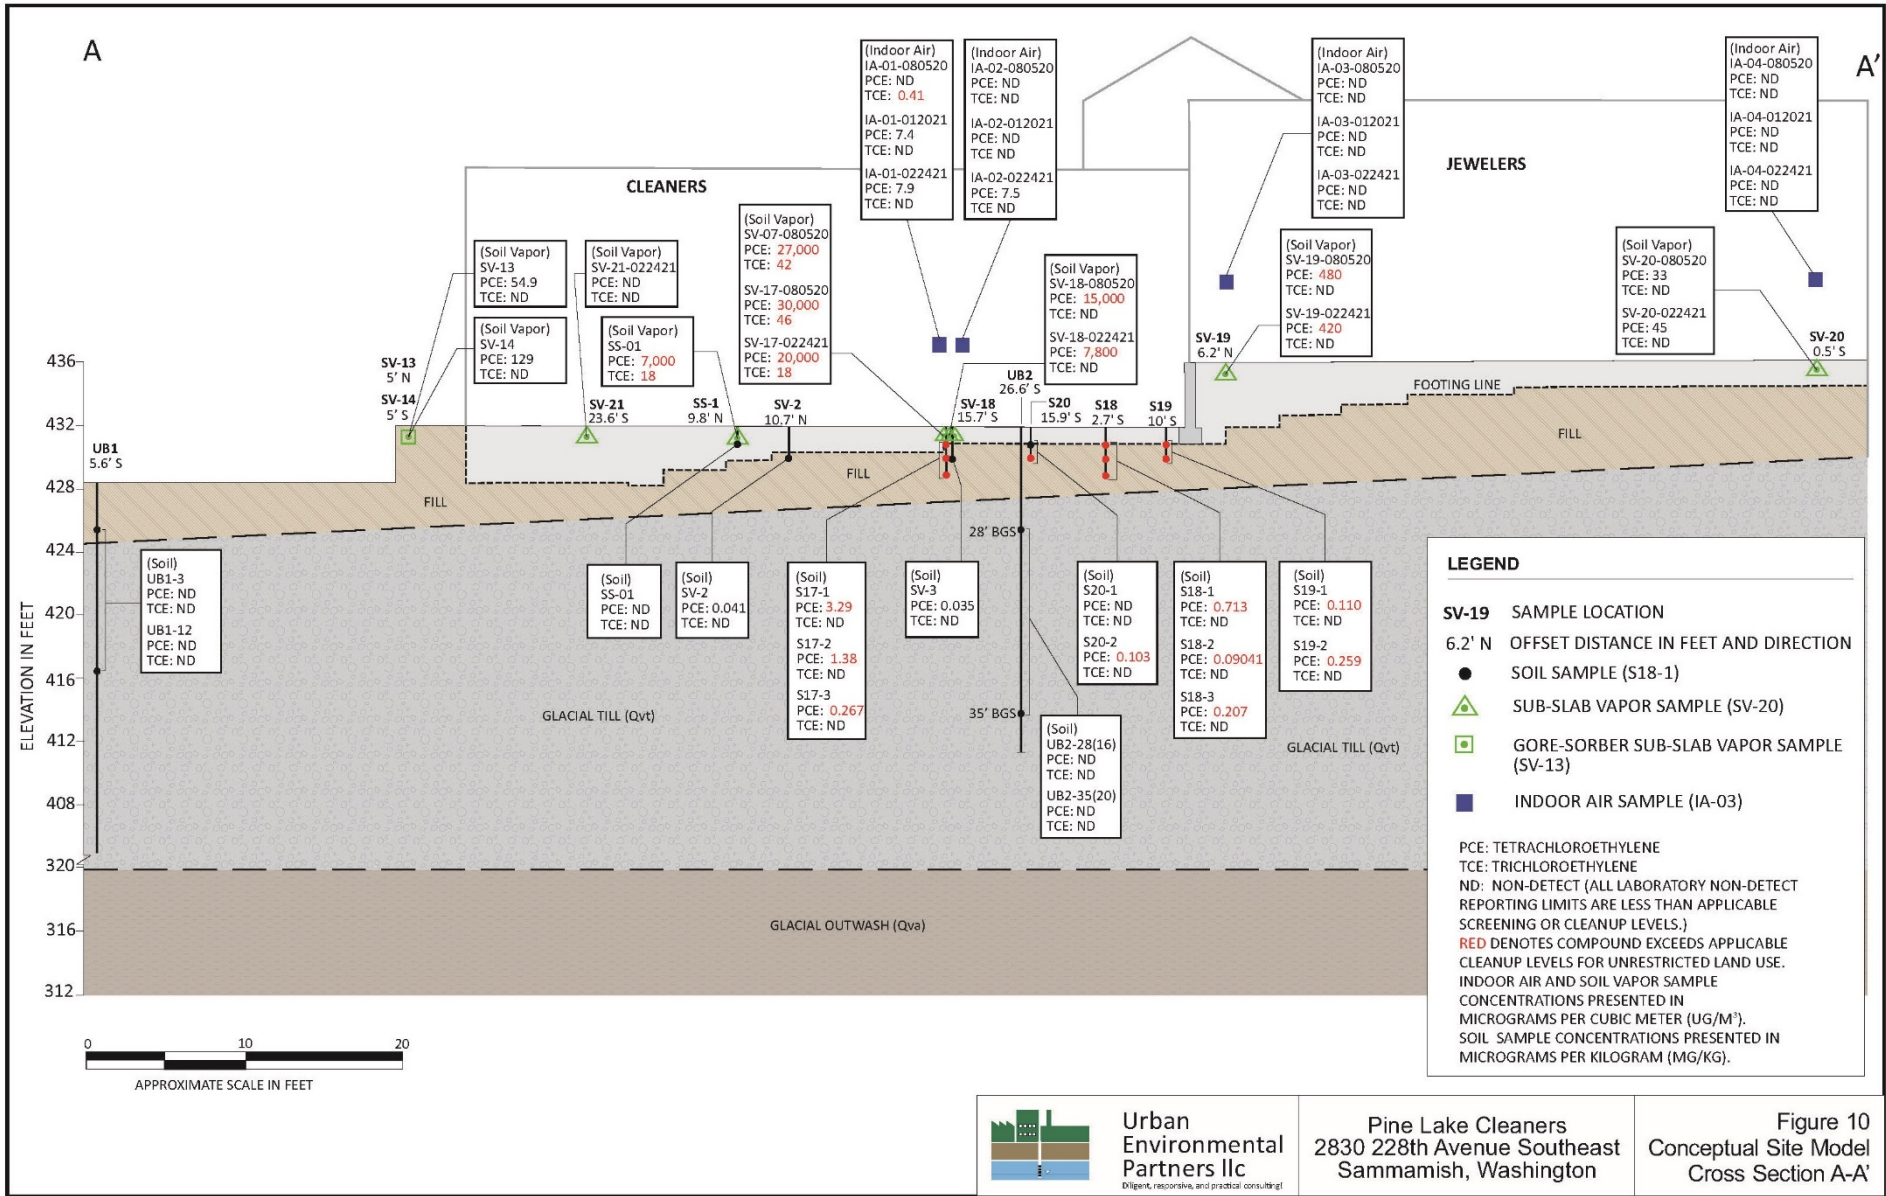 A
A'
(Indoor Air)
IA-01-080520
PCE: ND
TCE: 0.41
IA-01-012021
PCE: 7.4
TCE: ND
IA-01-022421
PCE: 7.9
TCE: ND
(Indoor Air)
IA-02-080520
PCE: ND
TCE: ND
IA-02-012021
PCE: ND
TCE ND
IA-02-022421
PCE: 7.5
TCE ND
(Indoor Air)
IA-03-080520
PCE: ND
TCE: ND
IA-03-012021
PCE: ND
TCE: ND
IA-03-022421
PCE: ND
TCE: ND
(Indoor Air)
IA-04-080520
PCE: ND
TCE: ND
IA-04-012021
PCE: ND
TCE: ND
IA-04-022421
PCE: ND
TCE: ND
CLEANERS
JEWELERS
(Soil Vapor)
SV-13
PCE: 54.9
TCE: ND
(Soil Vapor)
SV-14
PCE: 129
TCE: ND
(Soil Vapor)
SV-21-022421
PCE: ND
TCE: ND
(Soil Vapor)
SS-01
PCE: 7,000
TCE: 18
(Soil Vapor)
SV-07-080520
PCE: 27,000
TCE: 42
SV-17-080520
PCE: 30,000
TCE: 46
SV-17-022421
PCE: 20,000
TCE: 18
(Soil Vapor)
SV-18-080520
PCE: 15,000
TCE: ND
SV-18-022421
PCE: 7,800
TCE: ND
(Soil Vapor)
SV-19-080520
PCE: 480
TCE: ND
SV-19-022421
PCE: 420
TCE: ND
(Soil Vapor)
SV-20-080520
PCE: 33
TCE: ND
SV-20-022421
PCE: 45
TCE: ND
SV-13
5' N
SV-14
5' S
SV-21
23.6' S
SS-1
9.8' N
SV-2
10.7' N
SV-18
15.7' S
UB2
26.6' S
S20
15.9' S
S18
2.7' S
S19
10' S
SV-19
6.2' N
SV-20
0.5' S
UB1
5.6' S
FOOTING LINE
FILL
FILL
FILL
ELEVATION IN FEET
436
432
428
424
420
416
412
408
320
316
312
28' BGS
35' BGS
(Soil)
UB1-3
PCE: ND
TCE: ND
UB1-12
PCE: ND
TCE: ND
(Soil)
SS-01
PCE: ND
TCE: ND
(Soil)
SV-2
PCE: 0.041
TCE: ND
(Soil)
S17-1
PCE: 3.29
TCE: ND
S17-2
PCE: 1.38
TCE: ND
S17-3
PCE: 0.267
TCE: ND
(Soil)
SV-3
PCE: 0.035
TCE: ND
(Soil)
S20-1
PCE: ND
TCE: ND
S20-2
PCE: 0.103
TCE: ND
(Soil)
S18-1
PCE: 0.713
TCE: ND
S18-2
PCE: 0.09041
TCE: ND
S18-3
PCE: 0.207
TCE: ND
(Soil)
S19-1
PCE: 0.110
TCE: ND
S19-2
PCE: 0.259
TCE: ND
(Soil)
UB2-28(16)
PCE: ND
TCE: ND
UB2-35(20)
PCE: ND
TCE: ND
GLACIAL TILL (Qvt)
GLACIAL TILL (Qvt)
GLACIAL OUTWASH (Qva)
LEGEND
SV-19 SAMPLE LOCATION
6.2' N OFFSET DISTANCE IN FEET AND DIRECTION
SOIL SAMPLE (S18-1)
SUB-SLAB VAPOR SAMPLE (SV-20)
GORE-SORBER SUB-SLAB VAPOR SAMPLE
(SV-13)
INDOOR AIR SAMPLE (IA-03)
PCE: TETRACHLOROETHYLENE
TCE: TRICHLOROETHYLENE
ND: NON-DETECT (ALL LABORATORY NON-DETECT
REPORTING LIMITS ARE LESS THAN APPLICABLE
SCREENING OR CLEANUP LEVELS.)
RED DENOTES COMPOUND EXCEEDS APPLICABLE
CLEANUP LEVELS FOR UNRESTRICTED LAND USE.
INDOOR AIR AND SOIL VAPOR SAMPLE
CONCENTRATIONS PRESENTED IN
MICROGRAMS PER CUBIC METER (UG/M³).
SOIL SAMPLE CONCENTRATIONS PRESENTED IN
MICROGRAMS PER KILOGRAM (MG/KG).
0 10 20
APPROXIMATE SCALE IN FEET
Urban
Environmental
Partners llc
Diligent, responsive, and practical consulting!
Pine Lake Cleaners
2830 228th Avenue Southeast
Sammamish, Washington
Figure 10
Conceptual Site Model
Cross Section A-A'